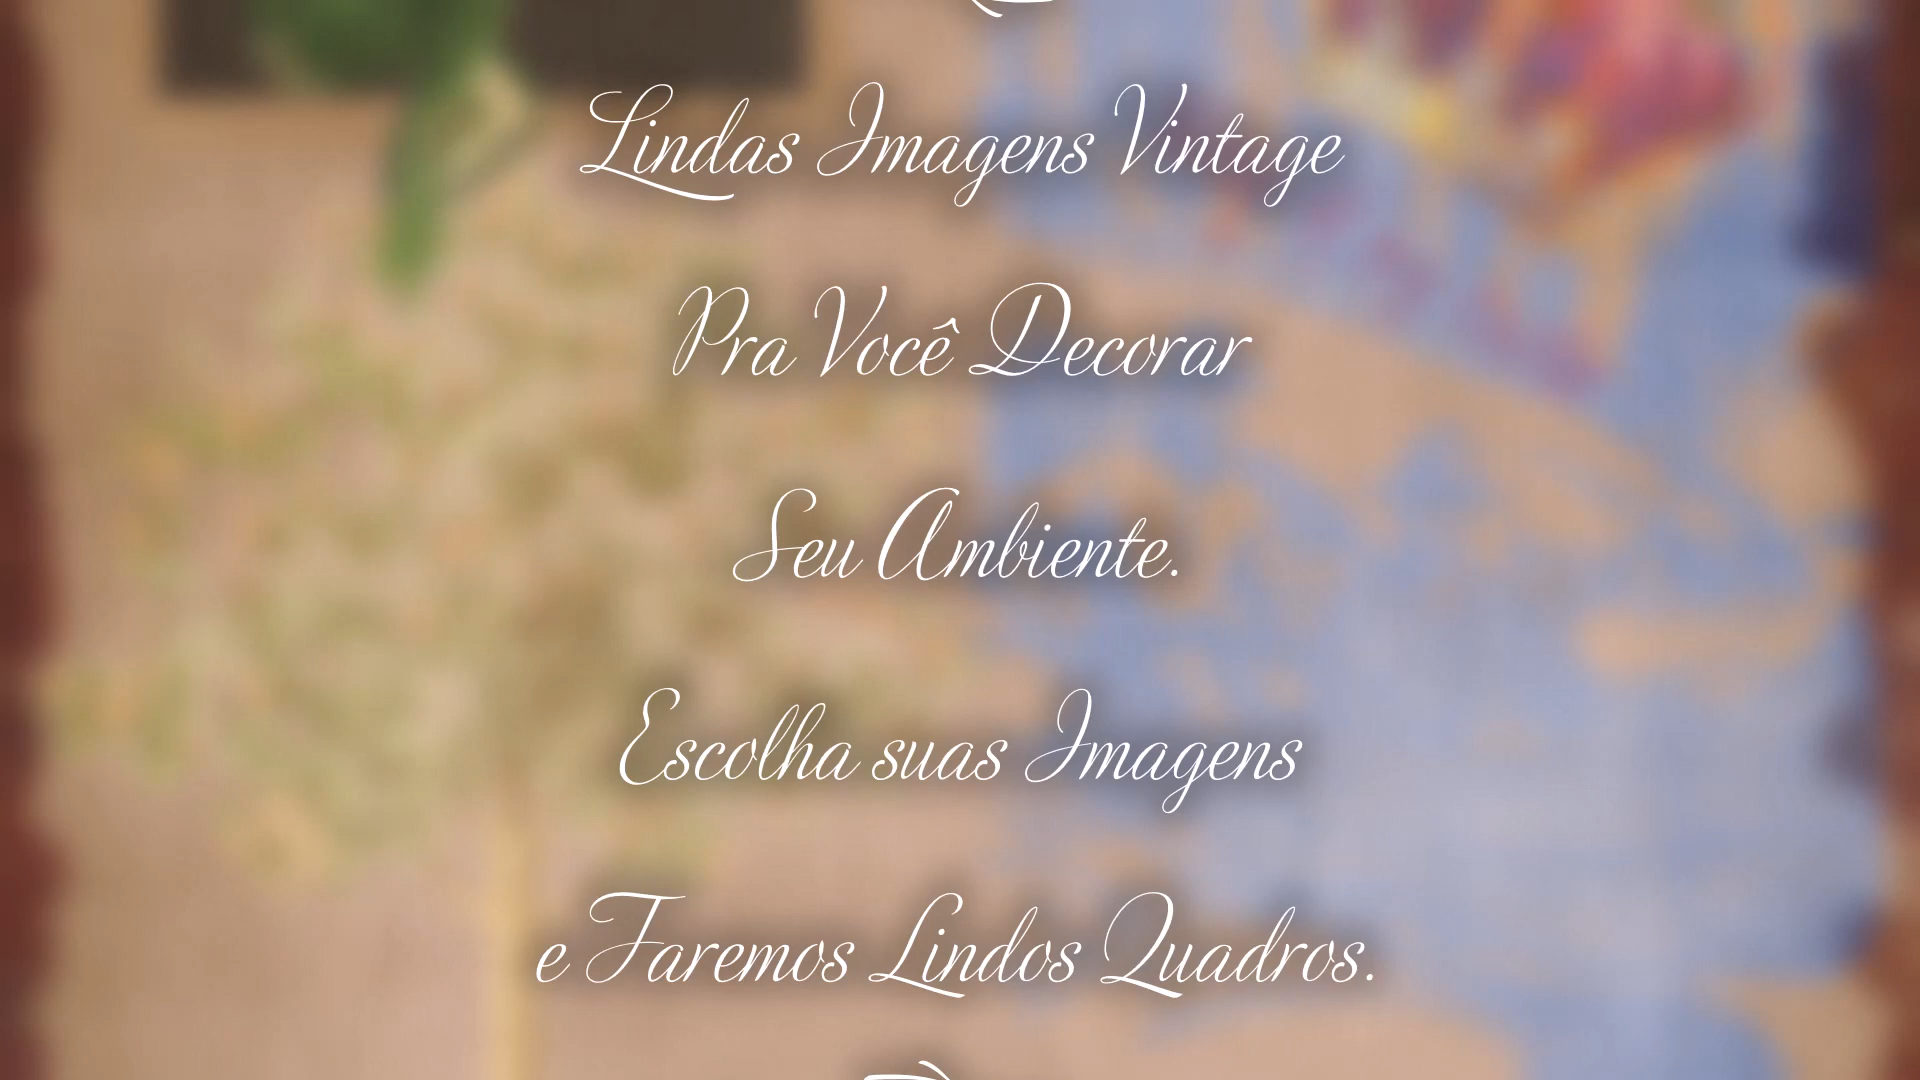 Lindas Imagens Vintage
Pra Você Decorar
Seu Ambiente.
Escolha suas Imagens
e Faremos Lindos Quadros.